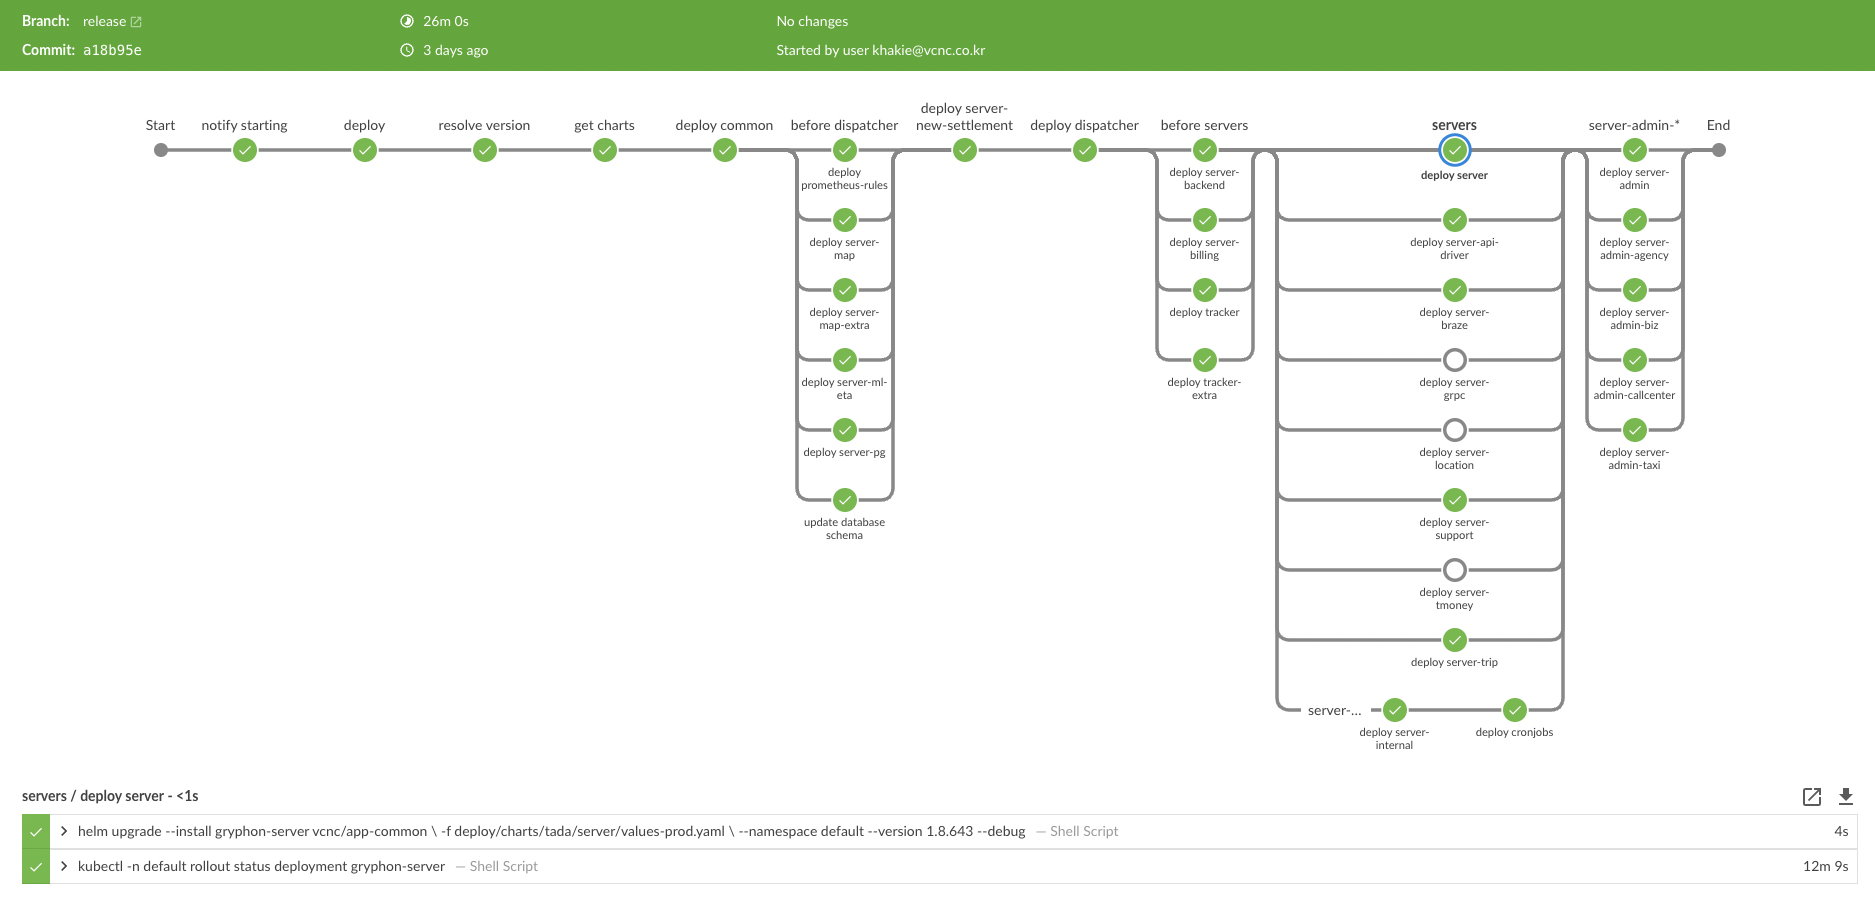 Branch: release
26m 0s
No changes
Commit: a18b95e
3 days ago
Started by user khakie@vcnc.co.kr
Start
notify starting
deploy
resolve version
get charts
deploy common
before dispatcher
deploy server-
new-settlement
deploy dispatcher
before servers
servers
server-admin-*
End
deploy
prometheus-rules
deploy server-
map
deploy server-
map-extra
deploy server-ml-
eta
deploy server-pg
update database
schema
deploy server-
backend
deploy server-
billing
deploy tracker
deploy tracker-
extra
deploy server
deploy server-api-
driver
deploy server-
braze
deploy server-
grpc
deploy server-
location
deploy server-
support
deploy server-
tmoney
deploy server-trip
server-...
deploy server-
internal
deploy cronjobs
deploy server-
admin
deploy server-
admin-agency
deploy server-
admin-biz
deploy server-
admin-callcenter
deploy server-
admin-taxi
servers / deploy server - <1s
helm upgrade --install gryphon-server vcnc/app-common \ -f deploy/charts/tada/server/values-prod.yaml \ --namespace default --version 1.8.643 --debug — Shell Script 4s
kubectl -n default rollout status deployment gryphon-server — Shell Script 12m 9s